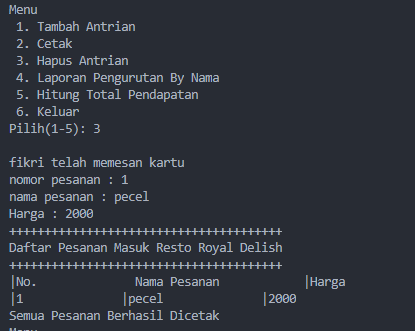 Menu
1. Tambah Antrian
2. Cetak
3. Hapus Antrian
4. Laporan Pengurutan By Nama
5. Hitung Total Pendapatan
6. Keluar
Pilih(1-5): 3
fikri telah memesan kartu
nomor pesanan : 1
nama pesanan : pecel
Harga : 2000
+++++++++++++++++++++++++++++++++++++++
Daftar Pesanan Masuk Resto Royal Delish
+++++++++++++++++++++++++++++++++++++++
|No. Nama Pesanan |Harga
|1 |pecel |2000
Semua Pesanan Berhasil Dicetak
Menu